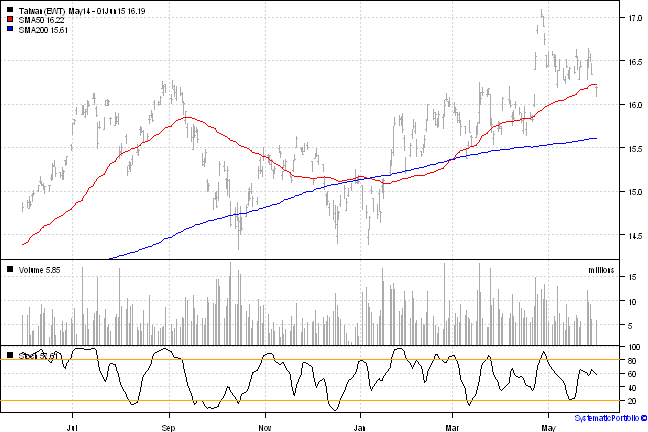 Taiwan (EWT) May14 - 01Jun15 16.19
SMA50 16.22
SMA200 15.61
17.0
16.5
16.0
15.5
15.0
14.5
Volume 5.85
millions
15
10
5
100
80
60
40
20
Jul
Sep
Nov
Jan
Mar
May
SystematicPortfolio ©